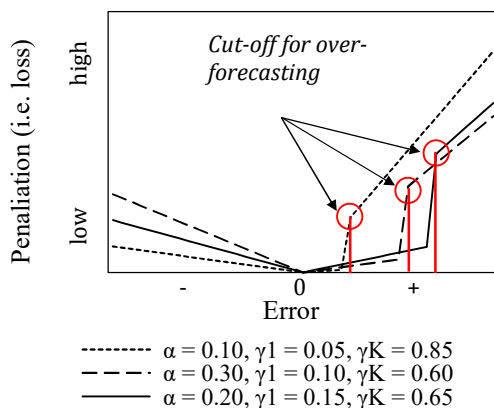 Cut-off for over-
forecasting
Penaliation (i.e. loss)
high
low
- 0 +
Error
α = 0.10, γ1 = 0.05, γK = 0.85
α = 0.30, γ1 = 0.10, γK = 0.60
α = 0.20, γ1 = 0.15, γK = 0.65